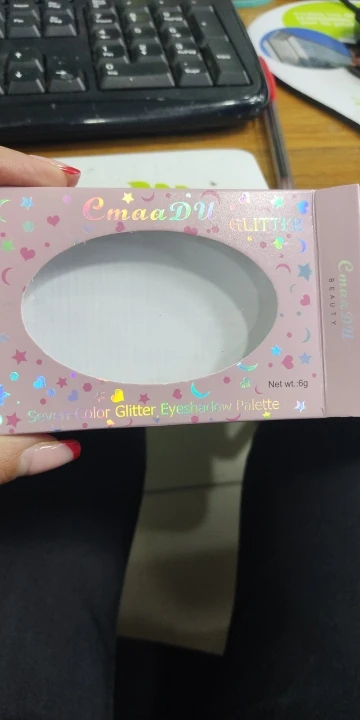 CmaaDU
GLITTER
Net wt.:6g
Seven Color Glitter Eyeshadow Palette
CmaaDU
BEAUTY